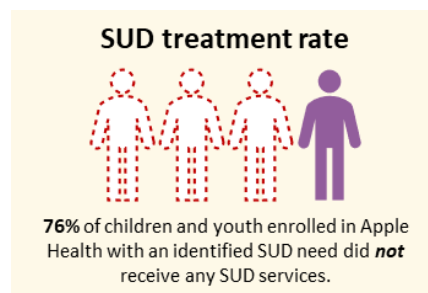 SUD treatment rate
76% of children and youth enrolled in Apple
Health with an identified SUD need did not
receive any SUD services.